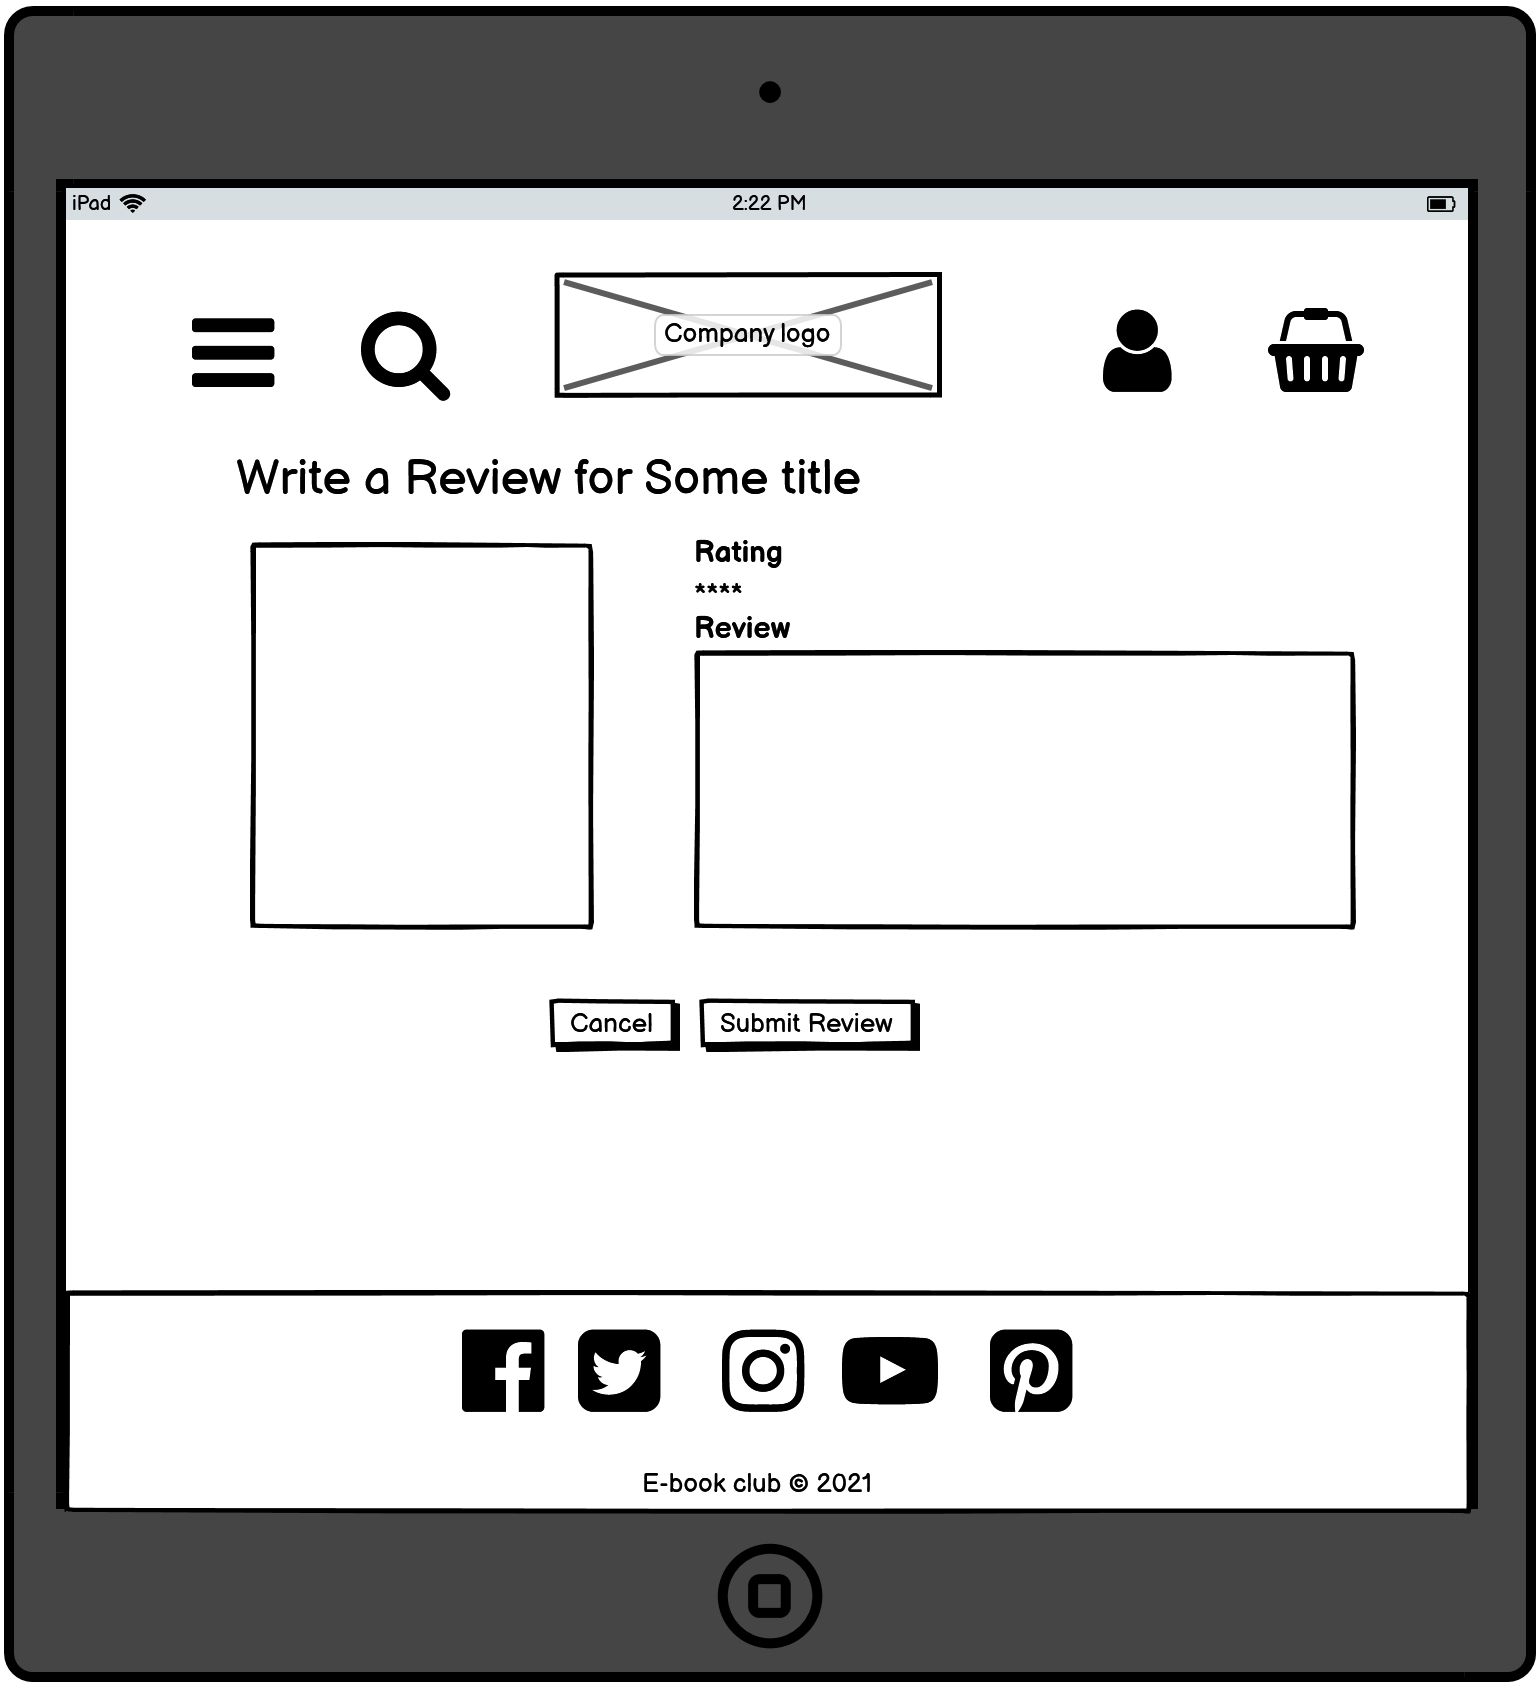 iPad
2:22 PM
Company logo
Write a Review for Some title
Rating
****
Review
Cancel
Submit Review
E-book club © 2021